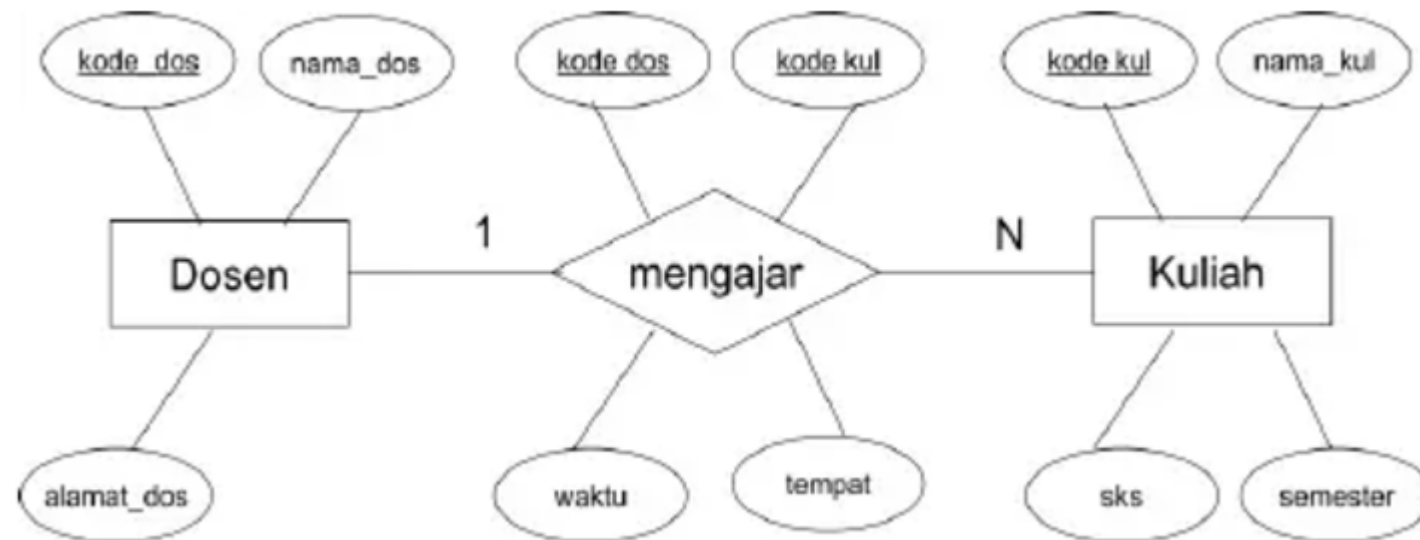 kode_dos
nama_dos
kode dos
kode kul
kode kul
nama_kul
1
N
Dosen
mengajar
Kuliah
alamat_dos
waktu
tempat
sks
semester